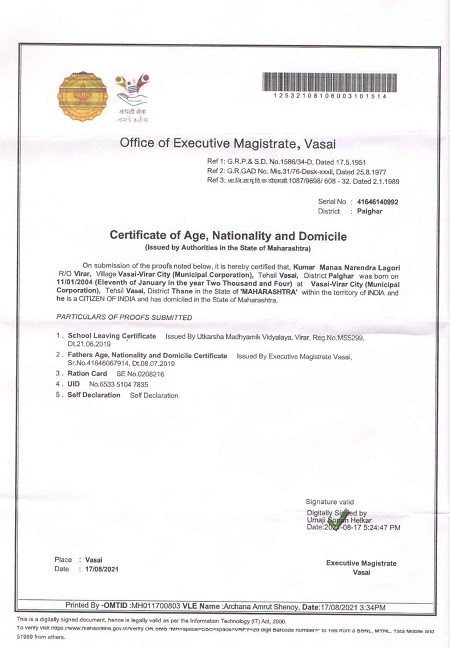 आपली सेवा
आमचे कर्तव्य
12532108106003101514
Office of Executive Magistrate, Vasai
Ref 1: G.R.P.& S.D. No.1586/34-D, Dated 17.5.1951
Ref 2: G.R.GAD No. Mis.31/76-Desk-xxxII, Dated 25.8.1977
Ref 3: 1087/9698/ 608 - 32. Dated 2.1.1989
Serial No : 41646140992
District : Palghar
Certificate of Age, Nationality and Domicile
(Issued by Authorities in the State of Maharashtra)
On submission of the proofs noted below, it is hereby certified that, Kumar Manas Narendra Lagori
R/O Virar, Village Vasai-Virar City (Municipal Corporation), Tehsil Vasai, District Palghar was born on
11/01/2004 (Eleventh of January in the year Two Thousand and Four) at Vasai-Virar City (Municipal
Corporation), Tehsil Vasai, District Thane in the State of 'MAHARASHTRA' within the territory of INDIA and
he is a CITIZEN OF INDIA and has domiciled in the State of Maharashtra.
PARTICULARS OF PROOFS SUBMITTED
1 . School Leaving Certificate Issued By Utkarsha Madhyamik Vidyalaya, Virar, Reg.No,MS5299,
Dt.21.06.2019
2 . Fathers Age, Nationality and Domicile Certificate Issued By Executive Magistrate Vasai,
Sr.No.41646067914, Dt.08.07.2019
3 . Ration Card SE No.0208216
4 . UID No.6533 5104 7835
5 . Self Declaration Self Declaration
Signature valid
Digitally Signed by
Umaji Helkar
Date:2021-08-17 5:24:47 PM
Place : Vasai
Date : 17/08/2021
Executive Magistrate
Vasai
Printed By -OMTID :MH011700803 VLE Name :Archana Amrut Shenoy, Date:17/08/2021 3:34PM
This is a digitally signed document, hence is legally valid as per the Information Technology (IT) Act, 2000.
To verify visit https://www.mahaonline.gov.in/verify OR SMS "MH<space>CSC<space>VRFY<20 digit barcode number>" to 166 from a BSNL, MTNL, Tata Mobile and
51969 from others.